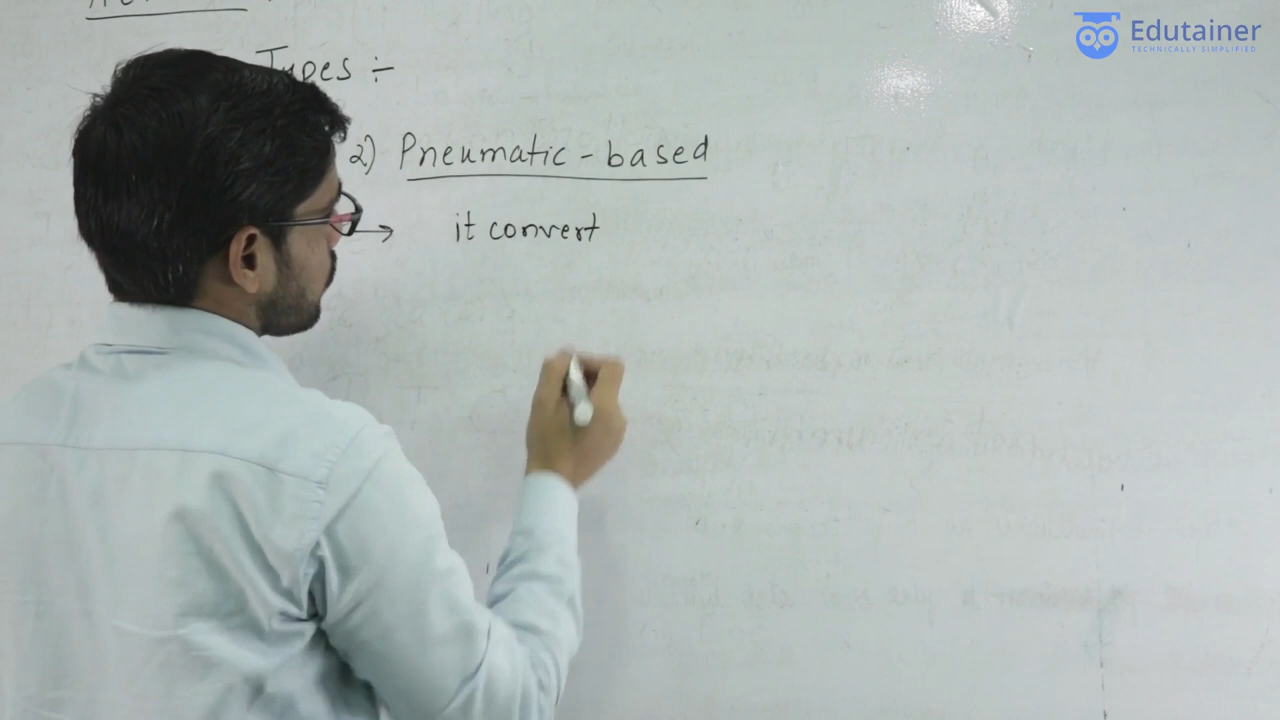 Edutainer
TECHNICALLY SIMPLIFIED
Types :-
2) Pneumatic - based
→ it convert